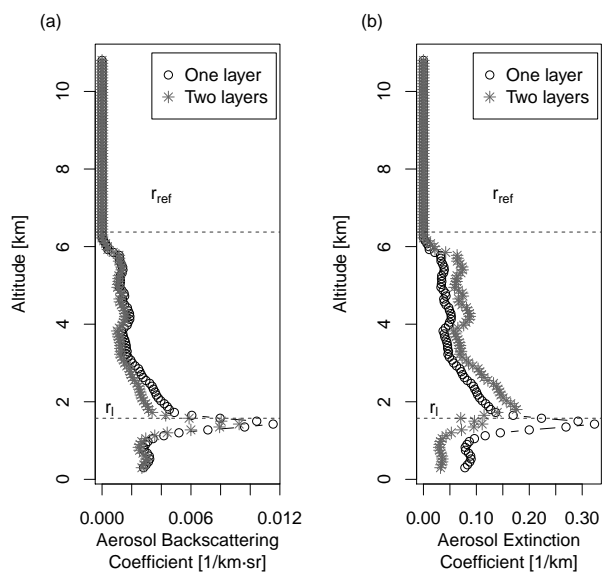 (a)
One layer
Two layers
r_ref
r_l
Altitude [km]
0 2 4 6 8 10
0.000 0.006 0.012
Aerosol Backscattering
Coefficient [1/km·sr]
(b)
One layer
Two layers
r_ref
r_l
Altitude [km]
0 2 4 6 8 10
0.00 0.10 0.20 0.30
Aerosol Extinction
Coefficient [1/km]